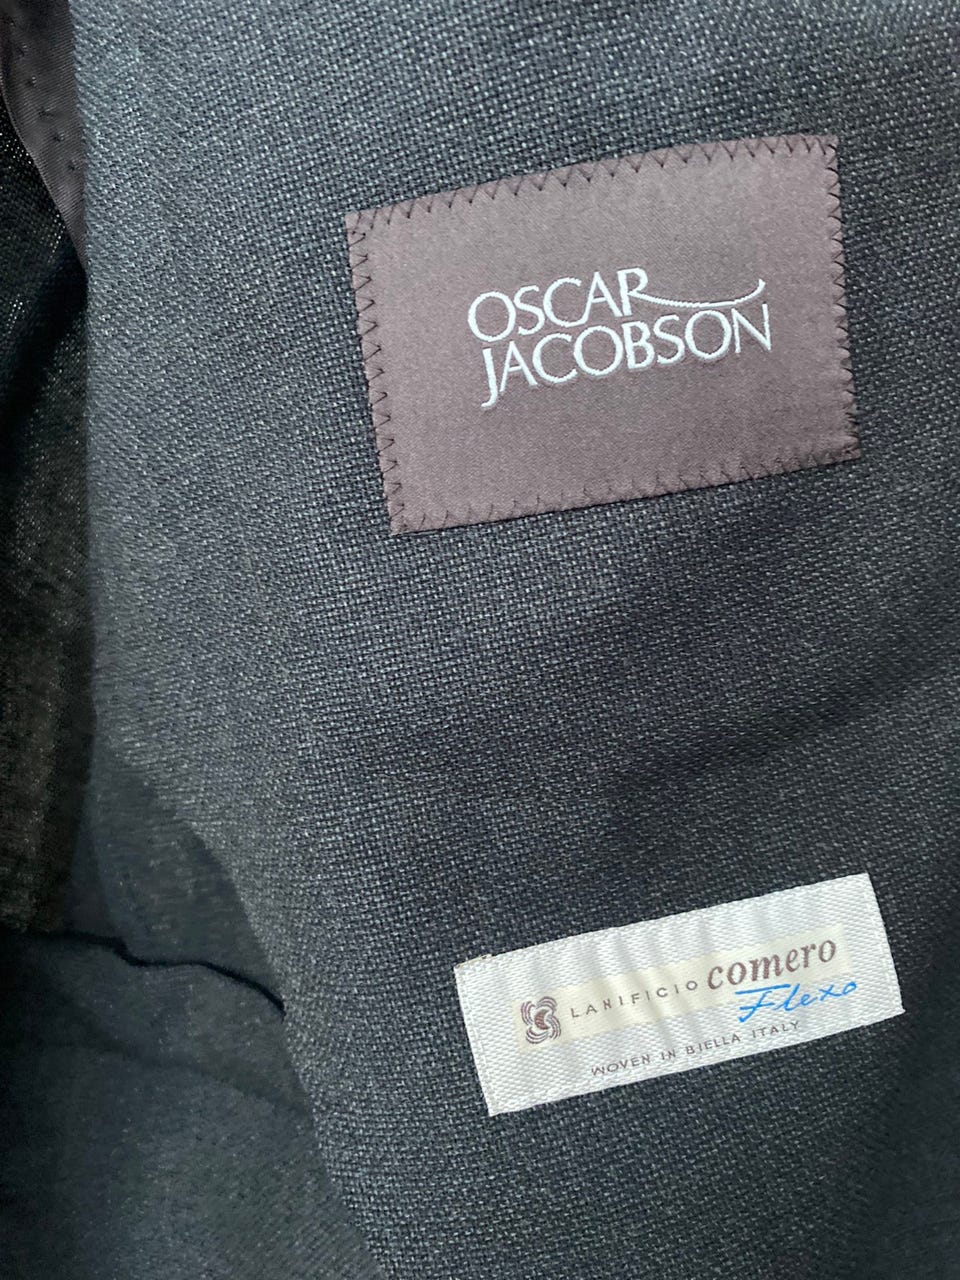 OSCAR
JACOBSON
LANIFICIO comero
Flexo
WOVEN IN BIELLA ITALY